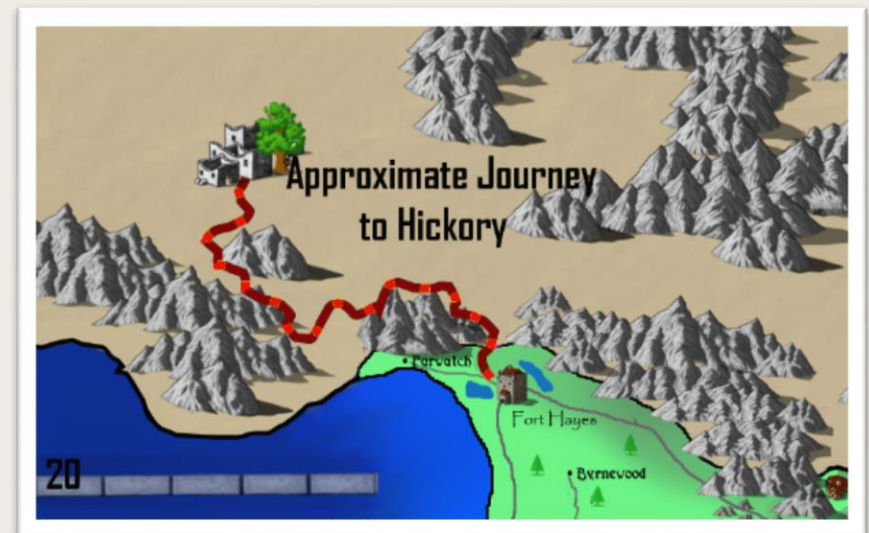 Approximate Journey
to Hickory
Farwatch
Fort Hayes
Byrnewood
20